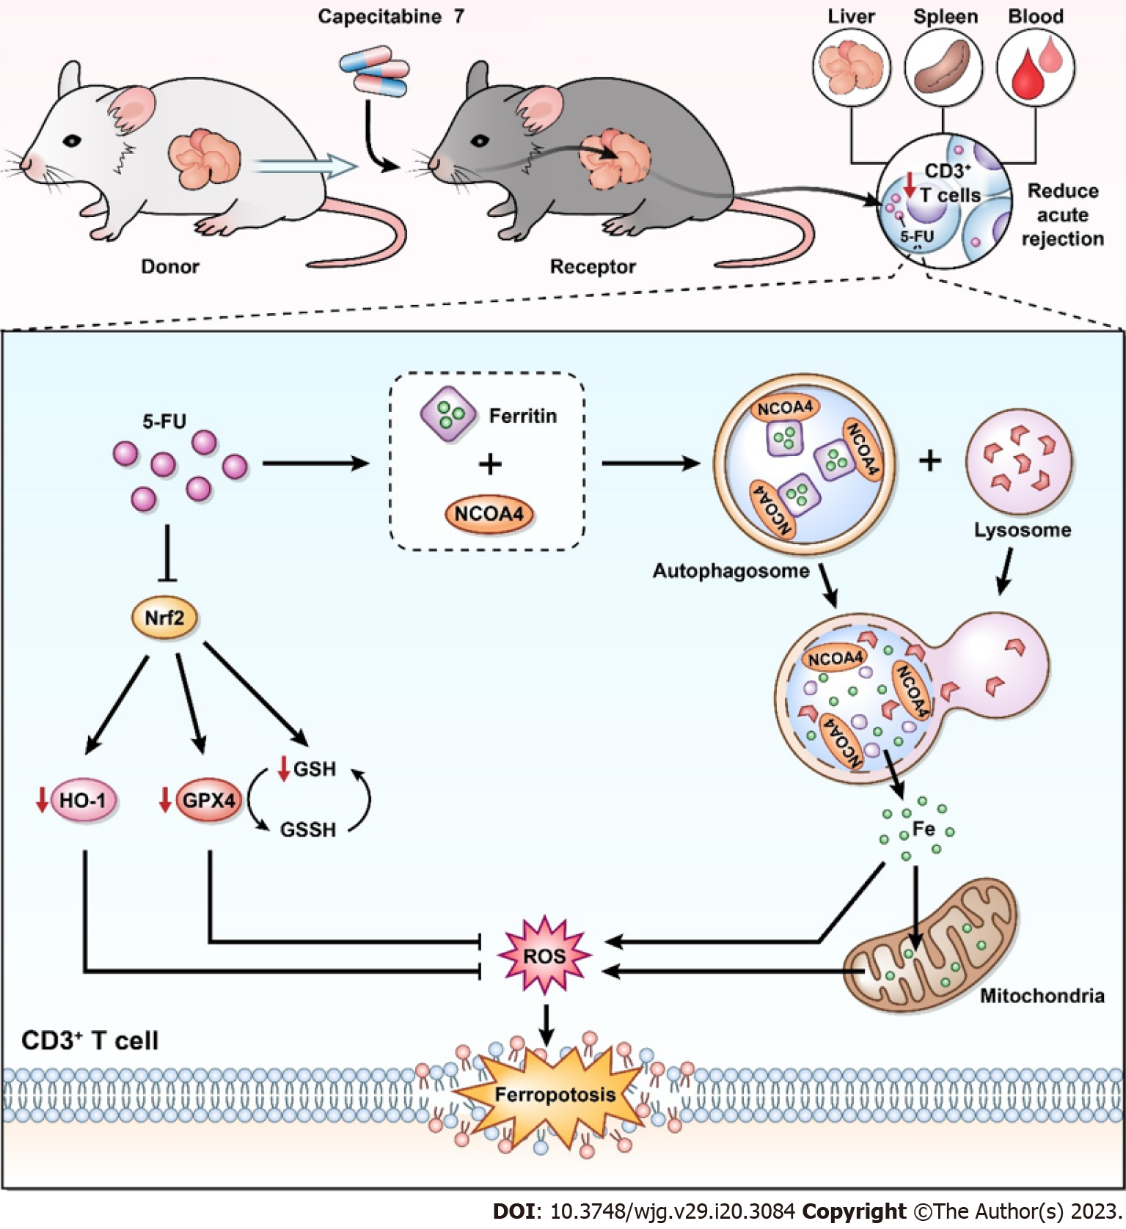 Capecitabine 7
Liver
Spleen
Blood
CD3⁺
T cells
5-FU
Reduce
acute
rejection
Donor
Receptor
5-FU
Ferritin
+
NCOA4
NCOA4
NCOA4
NCOA4
+
Lysosome
Autophagosome
Nrf2
NCOA4
NCOA4
NCOA4
HO-1
GPX4
GSH
GSSH
Fe
ROS
Mitochondria
CD3⁺ T cell
Ferropotosis
DOI: 10.3748/wjg.v29.i20.3084 Copyright ©The Author(s) 2023.